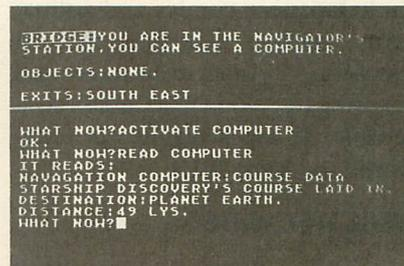 BRIDGE:YOU ARE IN THE NAVIGATOR'S
STATION.YOU CAN SEE A COMPUTER.
OBJECTS:NONE.
EXITS:SOUTH EAST
WHAT NOW?ACTIVATE COMPUTER
OK.
WHAT NOW?READ COMPUTER
IT READS:
NAVAGATION COMPUTER:COURSE DATA
STARSHIP DISCOVERY'S COURSE LAID IN.
DESTINATION:PLANET EARTH.
DISTANCE:49 LYS.
WHAT NOW?